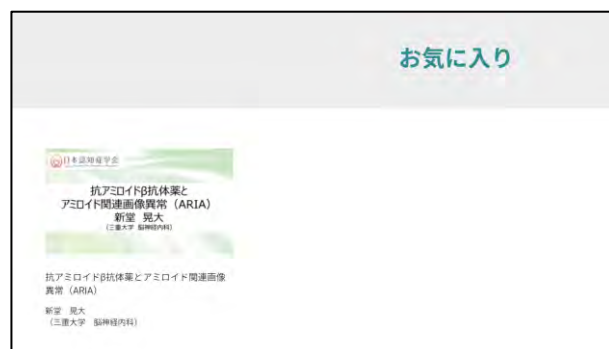 お気に入り
日本認知症学会
抗アミロイドβ抗体薬と
アミロイド関連画像異常（ARIA）
新堂 晃大
（三重大学 脳神経内科）
抗アミロイドβ抗体薬とアミロイド関連画像
異常（ARIA）
新堂　晃大
（三重大学　脳神経内科）